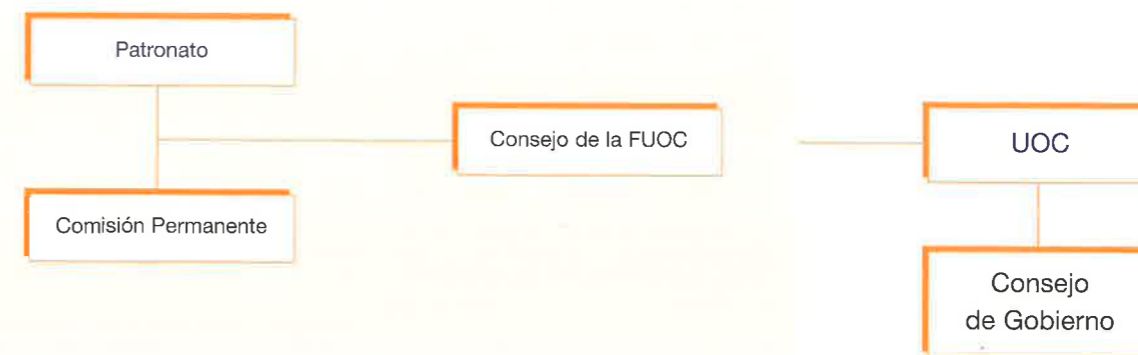 Patronato
Consejo de la FUOC
UOC
Comisión Permanente
Consejo
de Gobierno